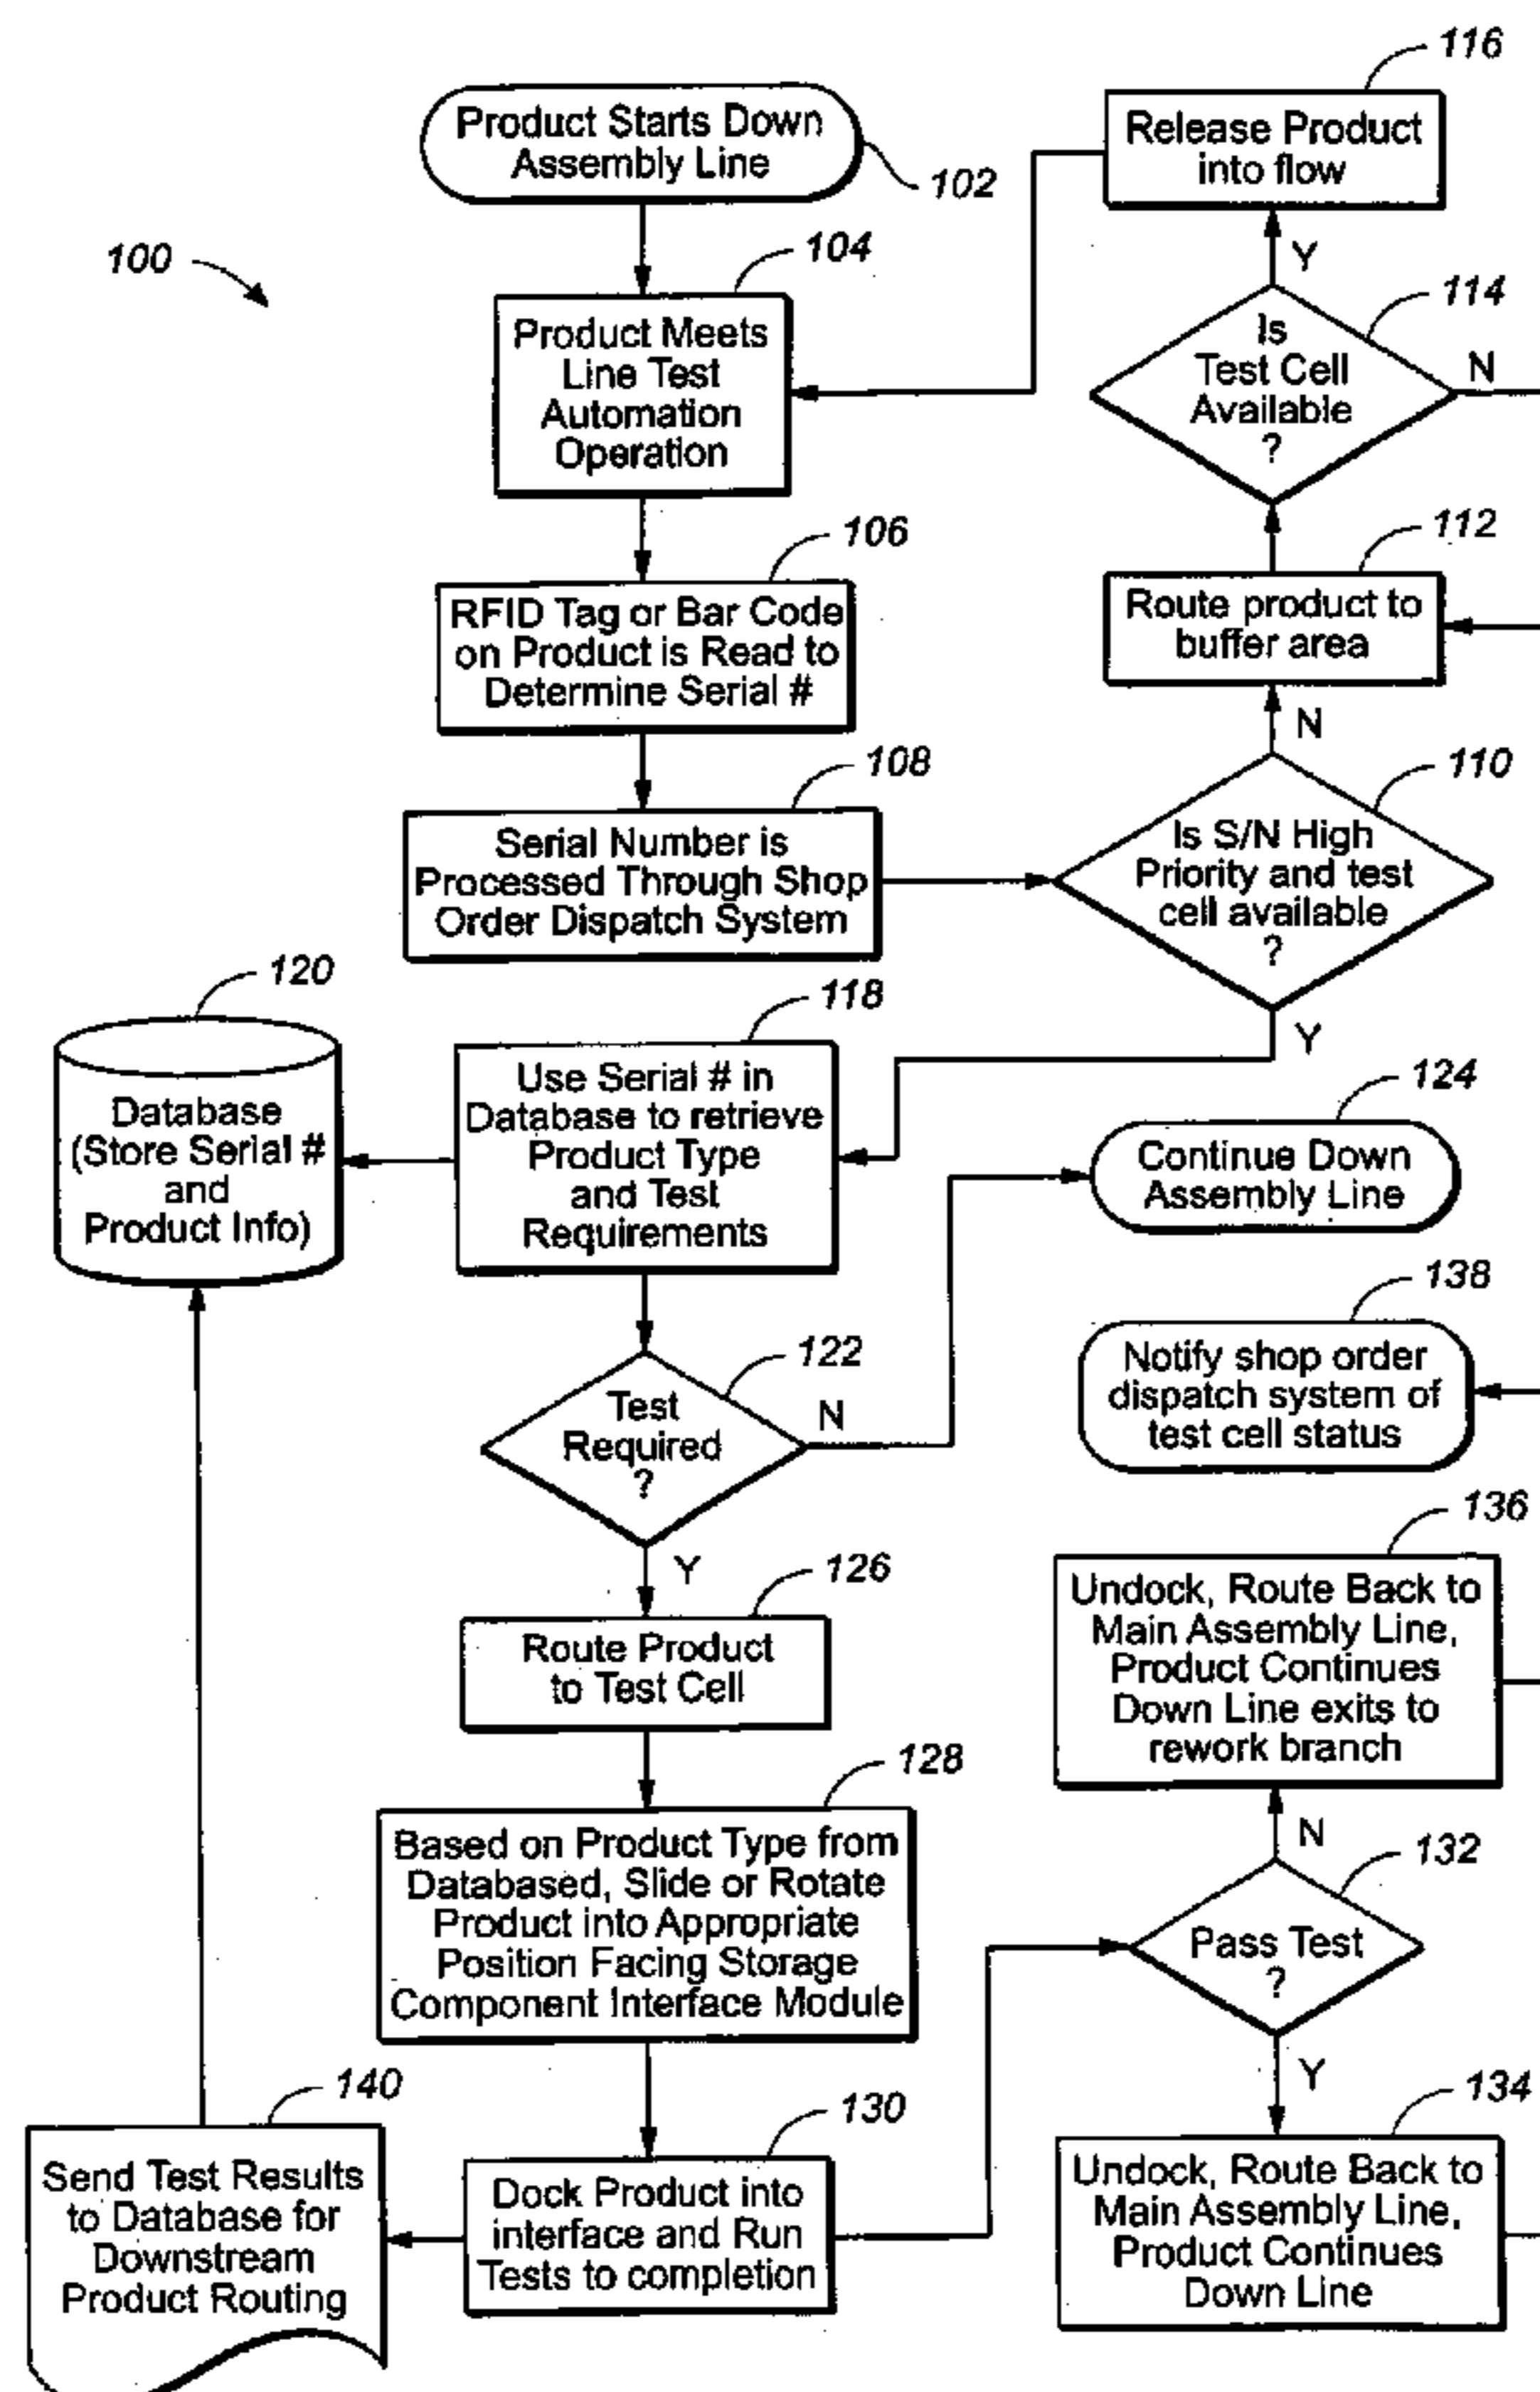 100
Product Starts Down
Assembly Line
102
104
Product Meets
Line Test
Automation
Operation
106
RFID Tag or Bar Code
on Product is Read to
Determine Serial #
108
Serial Number is
Processed Through Shop
Order Dispatch System
110
Is S/N High
Priority and test
cell available
?
N
Y
112
Route product to
buffer area
114
Is
Test Cell
Available
?
N
Y
116
Release Product
into flow
118
Use Serial # in
Database to retrieve
Product Type
and Test
Requirements
120
Database
(Store Serial #
and
Product Info)
122
Test
Required
?
N
Y
124
Continue Down
Assembly Line
126
Route Product
to Test Cell
128
Based on Product Type from
Databased, Slide or Rotate
Product into Appropriate
Position Facing Storage
Component Interface Module
130
Dock Product into
interface and Run
Tests to completion
132
Pass Test
?
N
Y
134
Undock, Route Back to
Main Assembly Line,
Product Continues
Down Line
136
Undock, Route Back to
Main Assembly Line,
Product Continues
Down Line exits to
rework branch
138
Notify shop order
dispatch system of
test cell status
140
Send Test Results
to Database for
Downstream
Product Routing